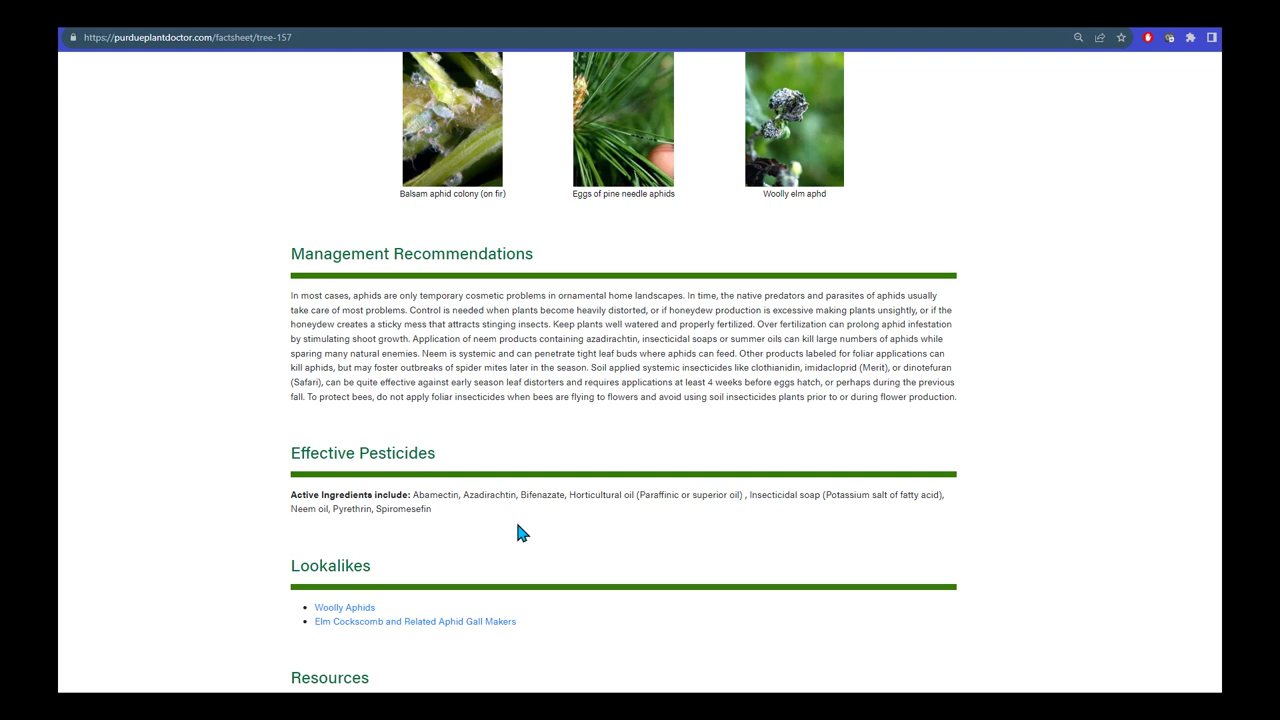 https://purdueplantdoctor.com/factsheet/tree-157
Balsam aphid colony (on fir)
Eggs of pine needle aphids
Woolly elm aphd
Management Recommendations
In most cases, aphids are only temporary cosmetic problems in ornamental home landscapes. In time, the native predators and parasites of aphids usually
take care of most problems. Control is needed when plants become heavily distorted, or if honeydew production is excessive making plants unsightly, or if the
honeydew creates a sticky mess that attracts stinging insects. Keep plants well watered and properly fertilized. Over fertilization can prolong aphid infestation
by stimulating shoot growth. Application of neem products containing azadirachtin, insecticidal soaps or summer oils can kill large numbers of aphids while
sparing many natural enemies. Neem is systemic and can penetrate tight leaf buds where aphids can feed. Other products labeled for foliar applications can
kill aphids, but may foster outbreaks of spider mites later in the season. Soil applied systemic insecticides like clothianidin, imidacloprid (Merit), or dinotefuran
(Safari), can be quite effective against early season leaf distorters and requires applications at least 4 weeks before eggs hatch, or perhaps during the previous
fall. To protect bees, do not apply foliar insecticides when bees are flying to flowers and avoid using soil insecticides plants prior to or during flower production.
Effective Pesticides
Active Ingredients include: Abamectin, Azadirachtin, Bifenazate, Horticultural oil (Paraffinic or superior oil) , Insecticidal soap (Potassium salt of fatty acid),
Neem oil, Pyrethrin, Spiromesefin
Lookalikes
Woolly Aphids
Elm Cockscomb and Related Aphid Gall Makers
Resources